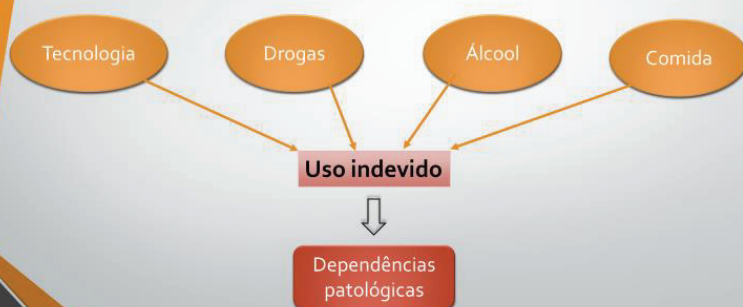 Tecnologia
Drogas
Álcool
Comida
Uso indevido
Dependências
patológicas